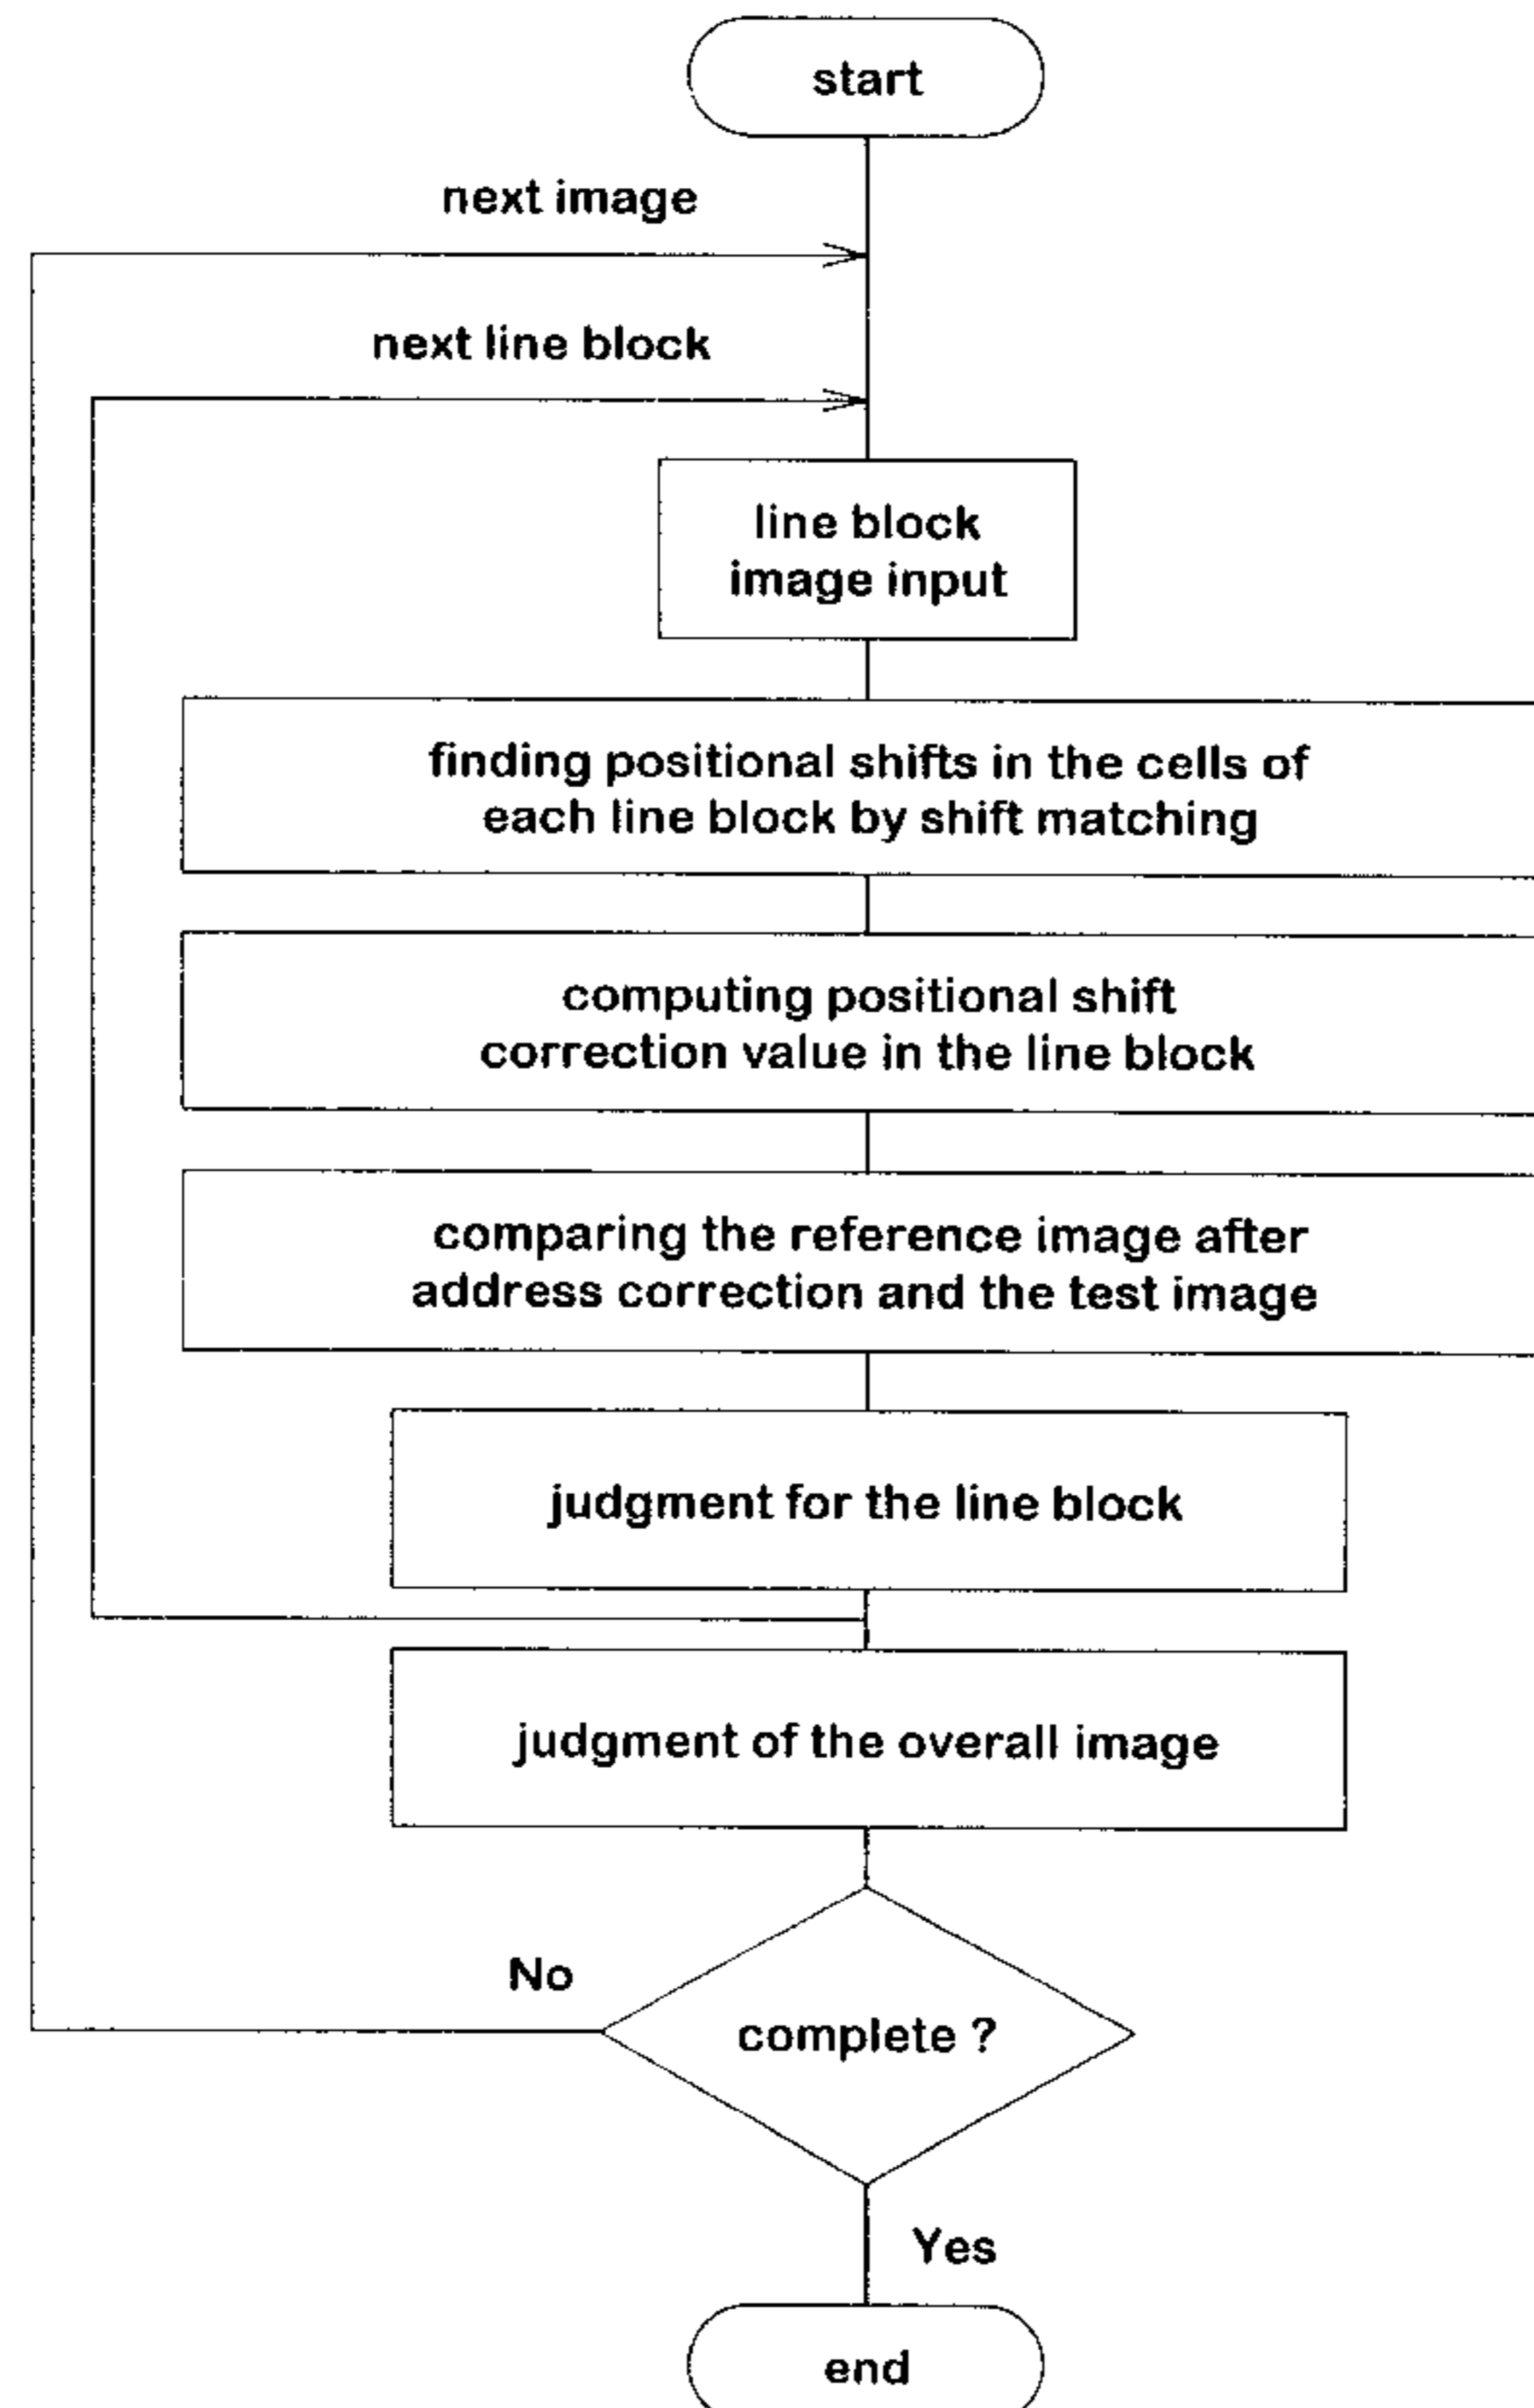 start
next image
next line block
line block
image input
finding positional shifts in the cells of
each line block by shift matching
computing positional shift
correction value in the line block
comparing the reference image after
address correction and the test image
judgment for the line block
judgment of the overall image
No
complete ?
Yes
end